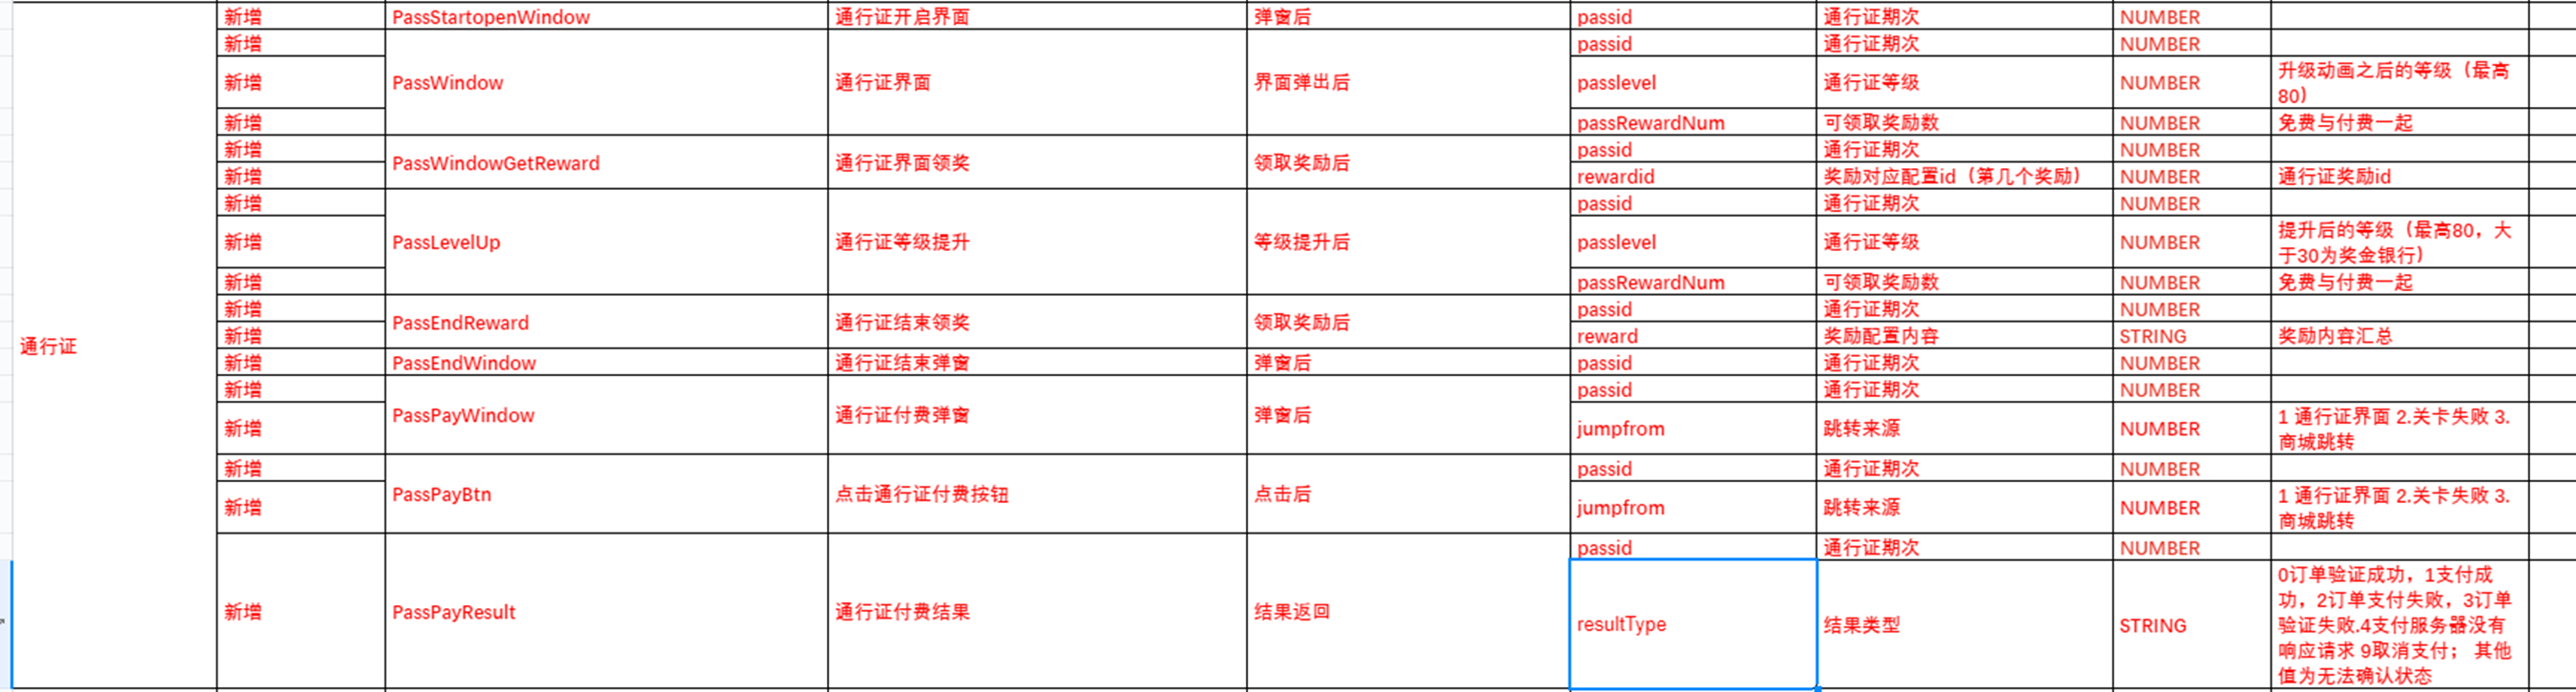 新增 PassStartopenWindow 通行证开启界面 弹窗后 passid 通行证期次 NUMBER
新增 passid 通行证期次 NUMBER
新增 PassWindow 通行证界面 界面弹出后 passlevel 通行证等级 NUMBER 升级动画之后的等级（最高
80）
新增 passRewardNum 可领取奖励数 NUMBER 免费与付费一起
新增 PassWindowGetReward 通行证界面领奖 领取奖励后 passid 通行证期次 NUMBER
新增 rewardid 奖励对应配置id（第几个奖励） NUMBER 通行证奖励id
新增 passid 通行证期次 NUMBER
新增 PassLevelUp 通行证等级提升 等级提升后 passlevel 通行证等级 NUMBER 提升后的等级（最高80，大
于30为奖金银行）
新增 passRewardNum 可领取奖励数 NUMBER 免费与付费一起
新增 PassEndReward 通行证结束领奖 领取奖励后 passid 通行证期次 NUMBER
通行证 新增 reward 奖励配置内容 STRING 奖励内容汇总
新增 PassEndWindow 通行证结束弹窗 弹窗后 passid 通行证期次 NUMBER
新增 PassPayWindow 通行证付费弹窗 弹窗后 passid 通行证期次 NUMBER
新增 jumpfrom 跳转来源 NUMBER 1 通行证界面 2.关卡失败 3.
商城跳转
新增 PassPayBtn 点击通行证付费按钮 点击后 passid 通行证期次 NUMBER
新增 jumpfrom 跳转来源 NUMBER 1 通行证界面 2.关卡失败 3.
商城跳转
passid 通行证期次 NUMBER
新增 PassPayResult 通行证付费结果 结果返回 resultType 结果类型 STRING 0订单验证成功，1支付成
功，2订单支付失败，3订单
验证失败.4支付服务器没有
响应请求 9取消支付； 其他
值为无法确认状态